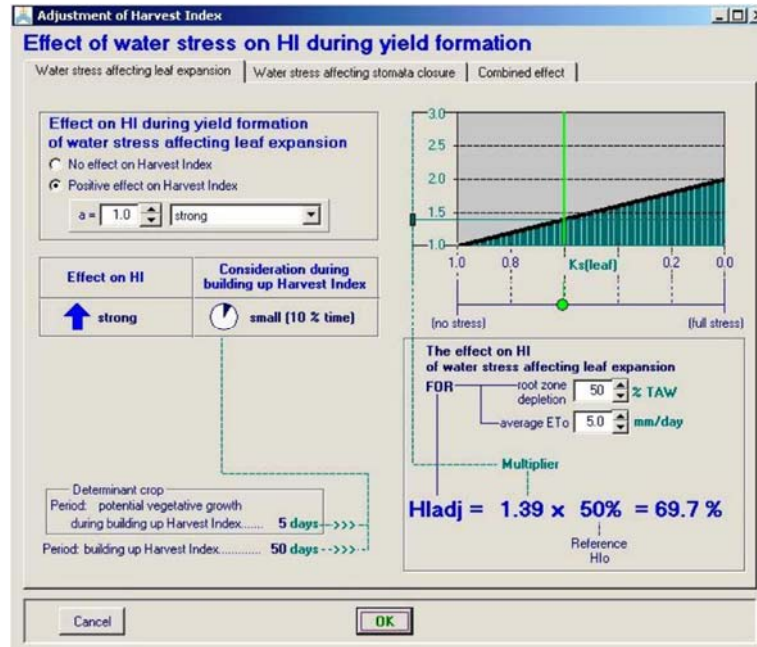 Adjustment of Harvest Index
Effect of water stress on HI during yield formation
Water stress affecting leaf expansion
Water stress affecting stomata closure
Combined effect
Effect on HI during yield formation
of water stress affecting leaf expansion
No effect on Harvest Index
Positive effect on Harvest Index
a = 1.0 strong
Effect on HI
Consideration during
building up Harvest Index
strong
small (10 % time)
Determinant crop
Period: potential vegetative growth
during building up Harvest Index...... 5 days->>>-
Period: building up Harvest Index............. 50 days-->>>-
3.0
2.5
2.0
1.5
1.0
1.0 0.8 Ks(leaf) 0.2 0.0
(no stress) (full stress)
The effect on HI
of water stress affecting leaf expansion
FOR
root zone
depletion 50 % TAW
average ETo 5.0 mm/day
Multiplier
HIadj = 1.39 x 50% = 69.7 %
Reference
HIo
Cancel
OK